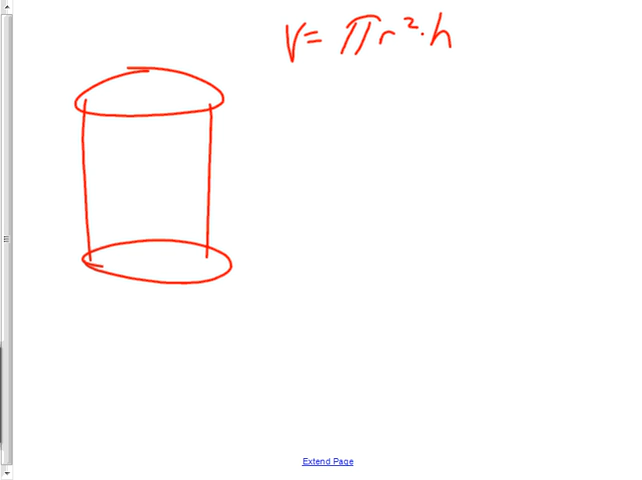 V = πr²·h
Extend Page